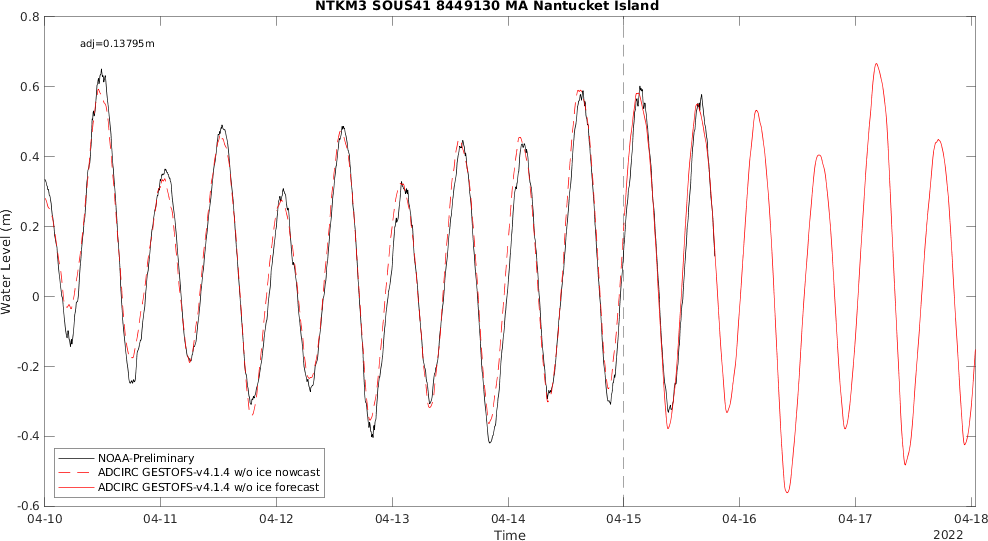 NTKM3 SOUS41 8449130 MA Nantucket Island
adj=0.13795m
0.8
0.6
0.4
0.2
0
-0.2
-0.4
-0.6
Water Level (m)
NOAA-Preliminary
ADCIRC GESTOFS-v4.1.4 w/o ice nowcast
ADCIRC GESTOFS-v4.1.4 w/o ice forecast
04-10 04-11 04-12 04-13 04-14 04-15 04-16 04-17 04-18
Time
2022